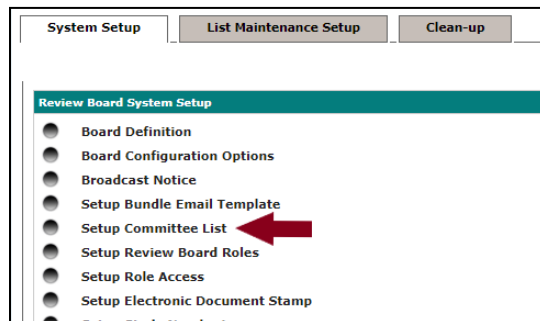 System Setup
List Maintenance Setup
Clean-up
Review Board System Setup
Board Definition
Board Configuration Options
Broadcast Notice
Setup Bundle Email Template
Setup Committee List
Setup Review Board Roles
Setup Role Access
Setup Electronic Document Stamp